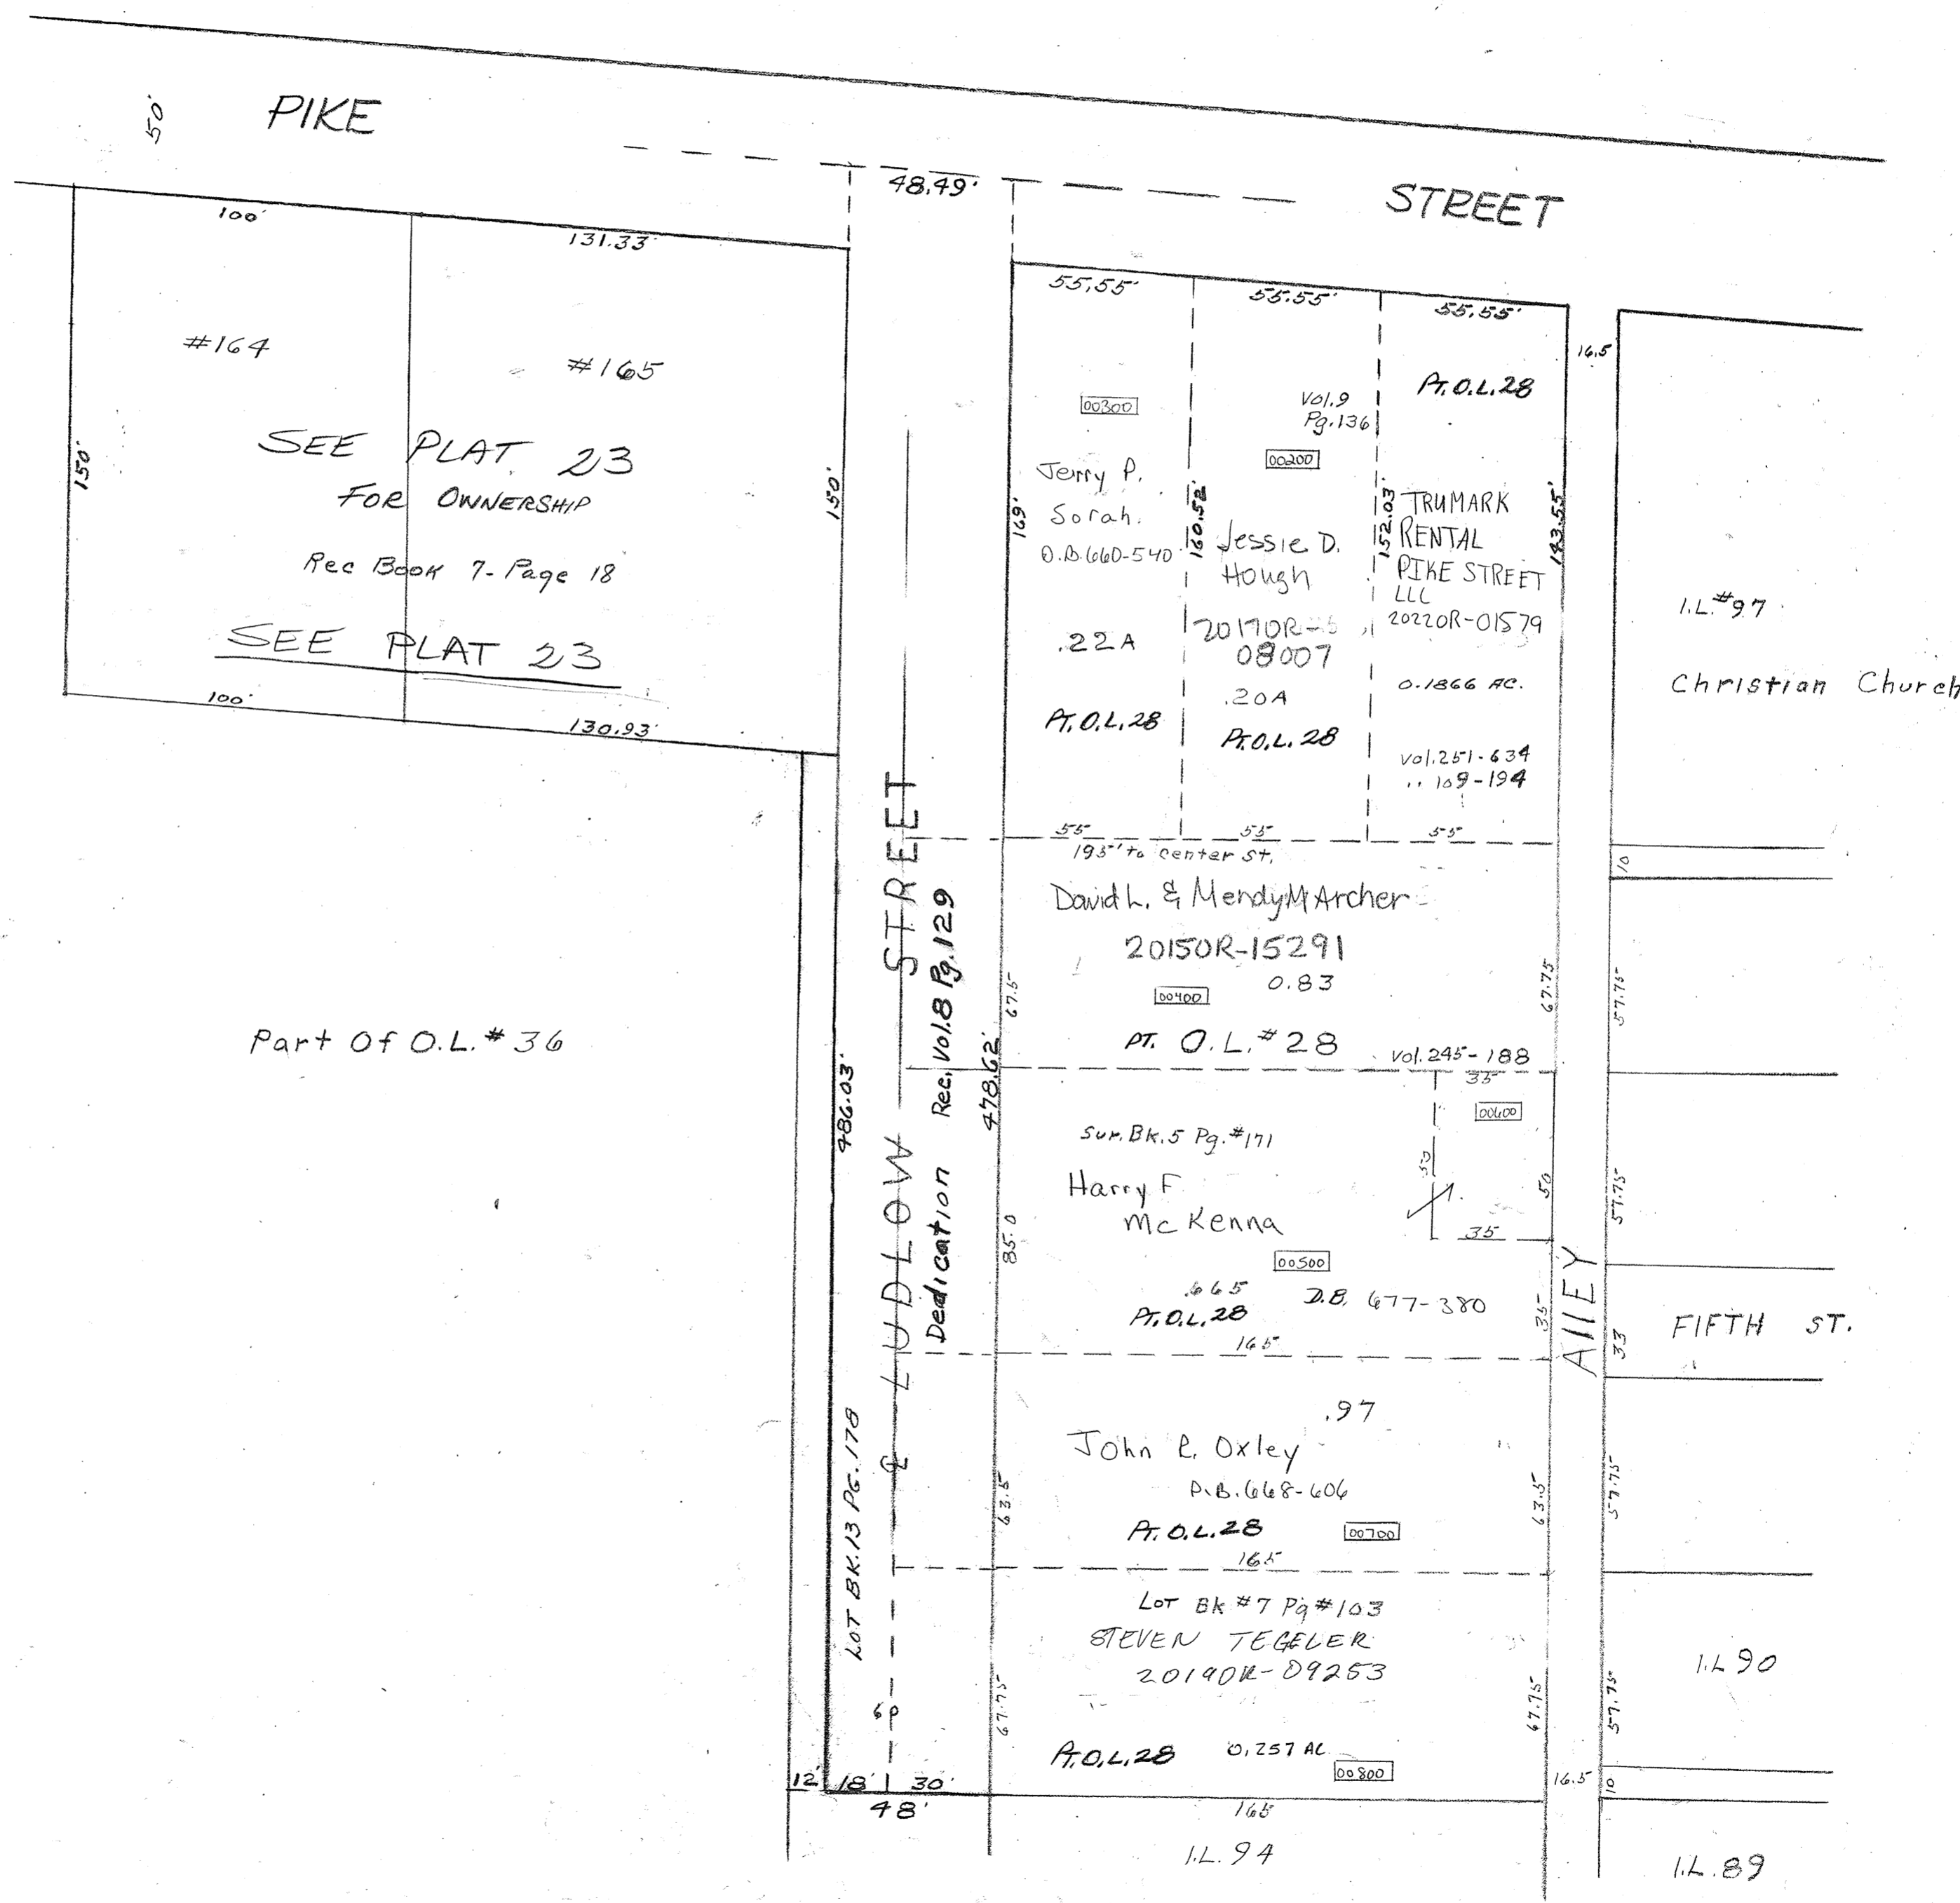 50'
PIKE
STREET
48.49'
100'
131.33'
#164
#165
150'
150'
SEE PLAT 23
FOR OWNERSHIP
Rec Book 7-Page 18
SEE PLAT 23
100'
130.93'
55.55'
55.55'
55.55'
16.5
00300
Jerry P.
Sorah.
O.B.660-540
.22A
Pt.O.L.28
169'
160.52'
Vol.9
Pg.136
00200
Jessie D.
Hough
20170R-
08007
.20A
Pt.O.L.28
152.03'
Pt.O.L.28
TRUMARK
RENTAL
PIKE STREET
LLC
20220R-01579
0.1866 AC.
Vol.251-634
" 109-194
143.55'
I.L.#97
Christian Church
55
55
55
195' to center St.
10
David L. & Mendy M Archer
20150R-15291
0.83
00400
PT. O.L.#28
Vol.245-188
67.5
67.75
57.75
Part Of O.L.#36
486.03'
LUDLOW STREET
Dedication Rec. Vol.8 Pg.129
478.62'
35
00600
Sur.Bk.5 Pg.#171
Harry F
McKenna
50
50
35
00500
.665
D.B. 677-380
Pt.O.L.28
165
85.0
35
57.75
AllEY
33
FIFTH ST.
.97
John R. Oxley
D.B.668-606
Pt.O.L.28
00700
165
63.5
63.5
57.75
LOT BK.13 PG.178
LOT Bk #7 Pg #103
STEVEN TEGELER
20190R-09253
Pt.O.L.28
0.257 AC
00800
67.75
67.75
57.75
I.L 90
60
12'
18'
30'
48'
165
16.5
10
I.L.94
I.L.89